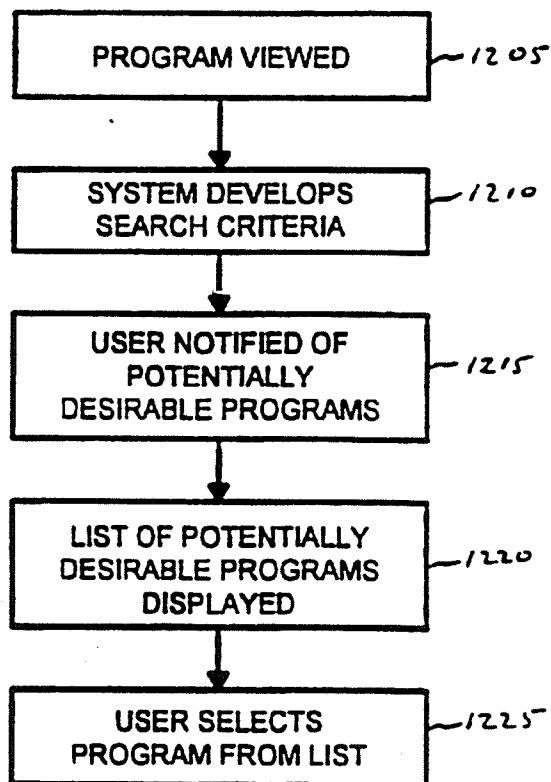 PROGRAM VIEWED
1205
SYSTEM DEVELOPS
SEARCH CRITERIA
1210
USER NOTIFIED OF
POTENTIALLY
DESIRABLE PROGRAMS
1215
LIST OF POTENTIALLY
DESIRABLE PROGRAMS
DISPLAYED
1220
USER SELECTS
PROGRAM FROM LIST
1225